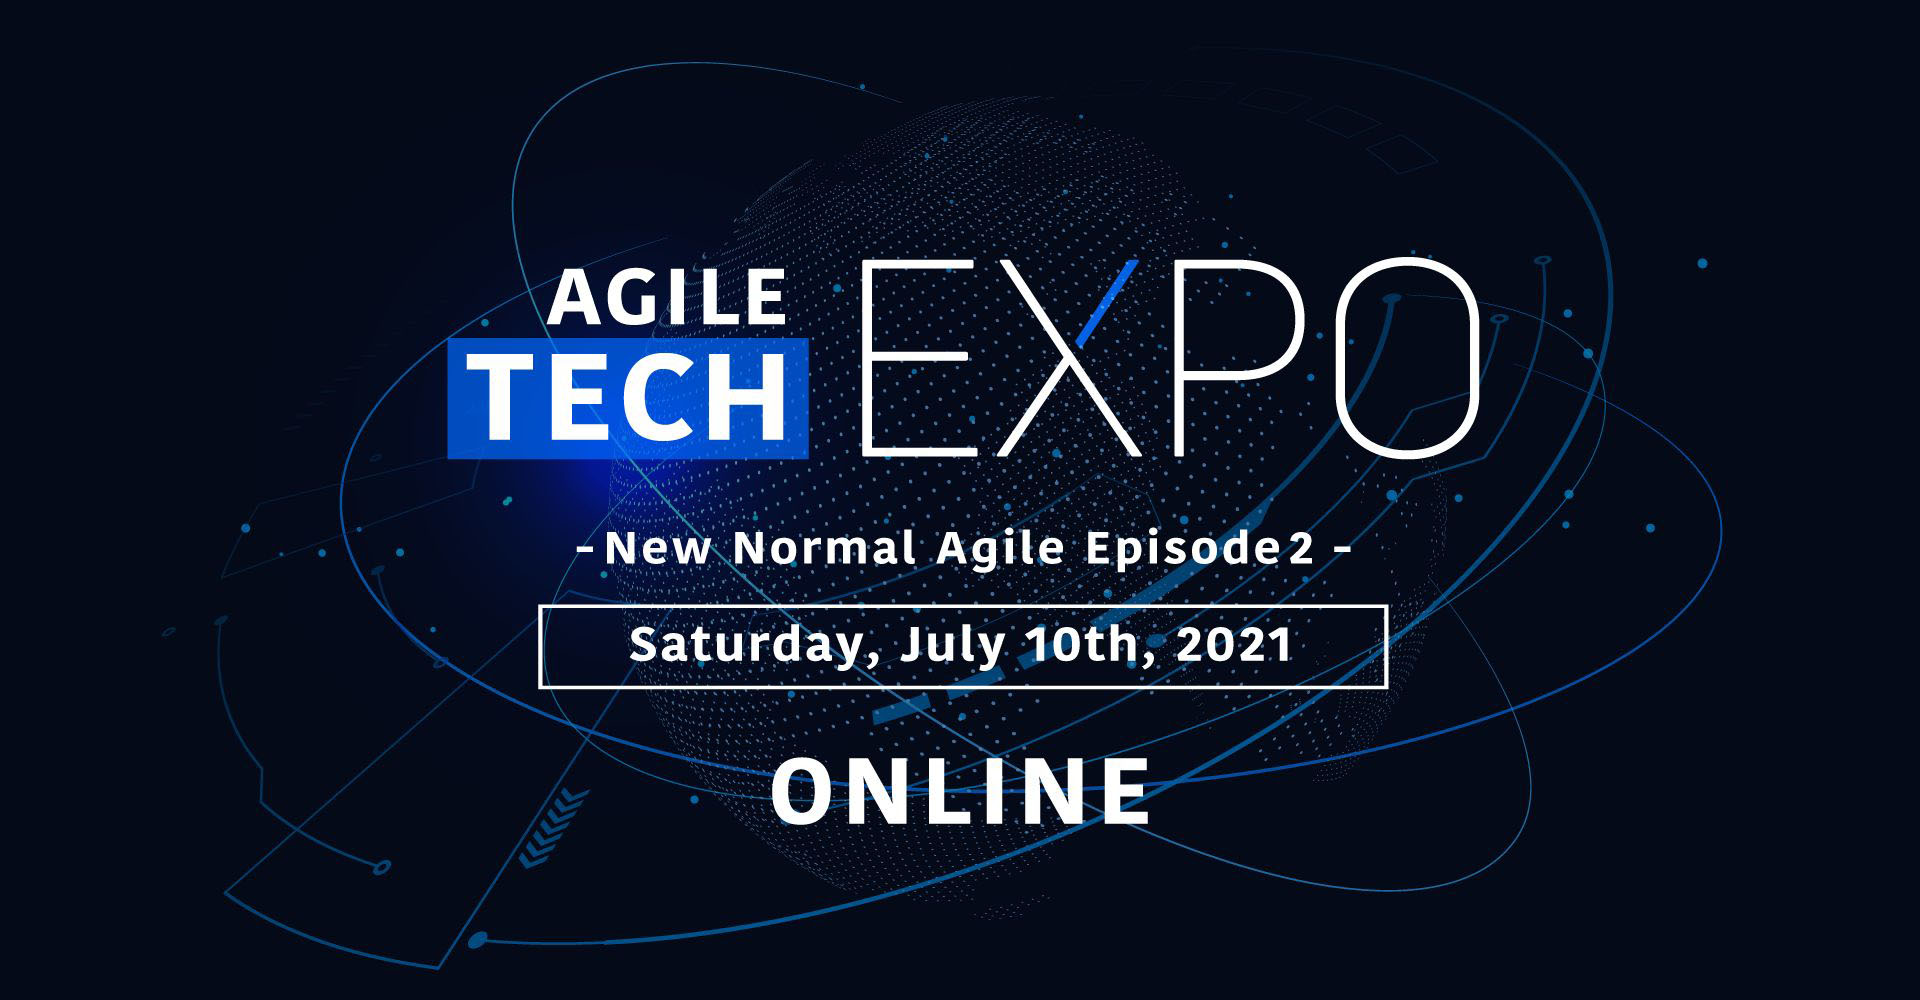 AGILE
TECH EXPO
-New Normal Agile Episode2 -
Saturday, July 10th, 2021
ONLINE